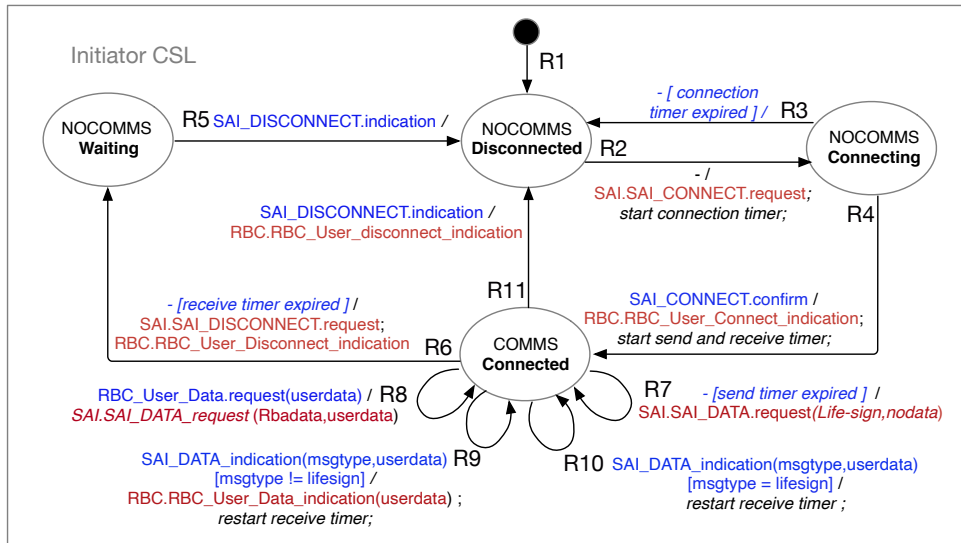 Initiator CSL
R1
NOCOMMS
Waiting
R5 SAI_DISCONNECT.indication /
NOCOMMS
Disconnected
- [ connection
timer expired ] /
R3
NOCOMMS
Connecting
R2
- /
SAI.SAI_CONNECT.request;
start connection timer;
R4
SAI_DISCONNECT.indication /
RBC.RBC_User_disconnect_indication
R11
- [receive timer expired ] /
SAI.SAI_DISCONNECT.request;
RBC.RBC_User_Disconnect_indication
R6
SAI_CONNECT.confirm /
RBC.RBC_User_Connect_indication;
start send and receive timer;
COMMS
Connected
RBC_User_Data.request(userdata) / R8
SAI.SAI_DATA_request (Rbadata,userdata)
R7
- [send timer expired ] /
SAI.SAI_DATA.request(Life-sign,nodata)
SAI_DATA_indication(msgtype,userdata) R9
[msgtype != lifesign] /
RBC.RBC_User_Data_indication(userdata) ;
restart receive timer;
R10 SAI_DATA_indication(msgtype,userdata)
[msgtype = lifesign] /
restart receive timer ;